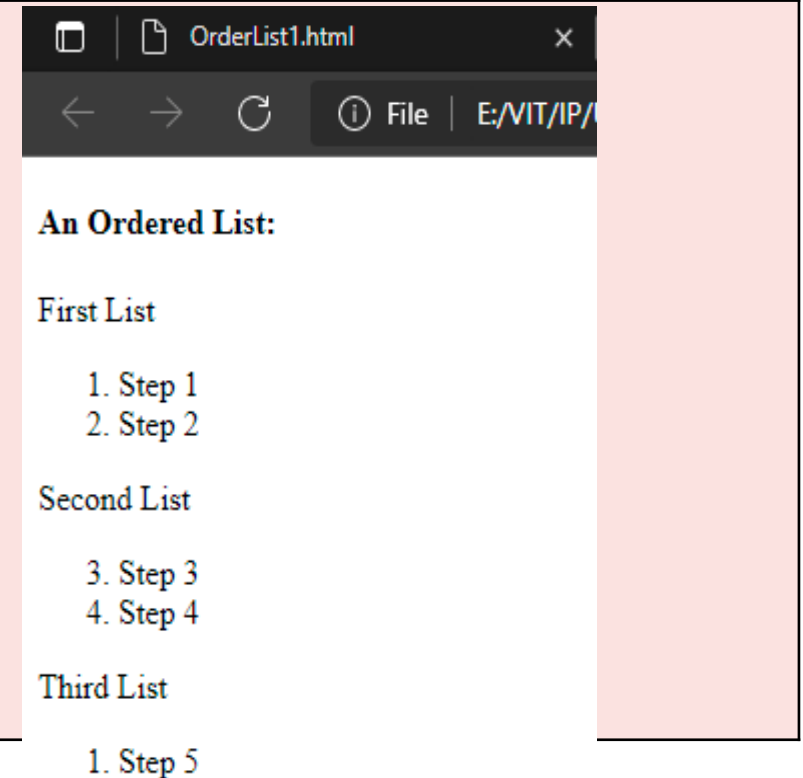 OrderList1.html
File E:/VIT/IP/
An Ordered List:
First List
1. Step 1
2. Step 2
Second List
3. Step 3
4. Step 4
Third List
1. Step 5